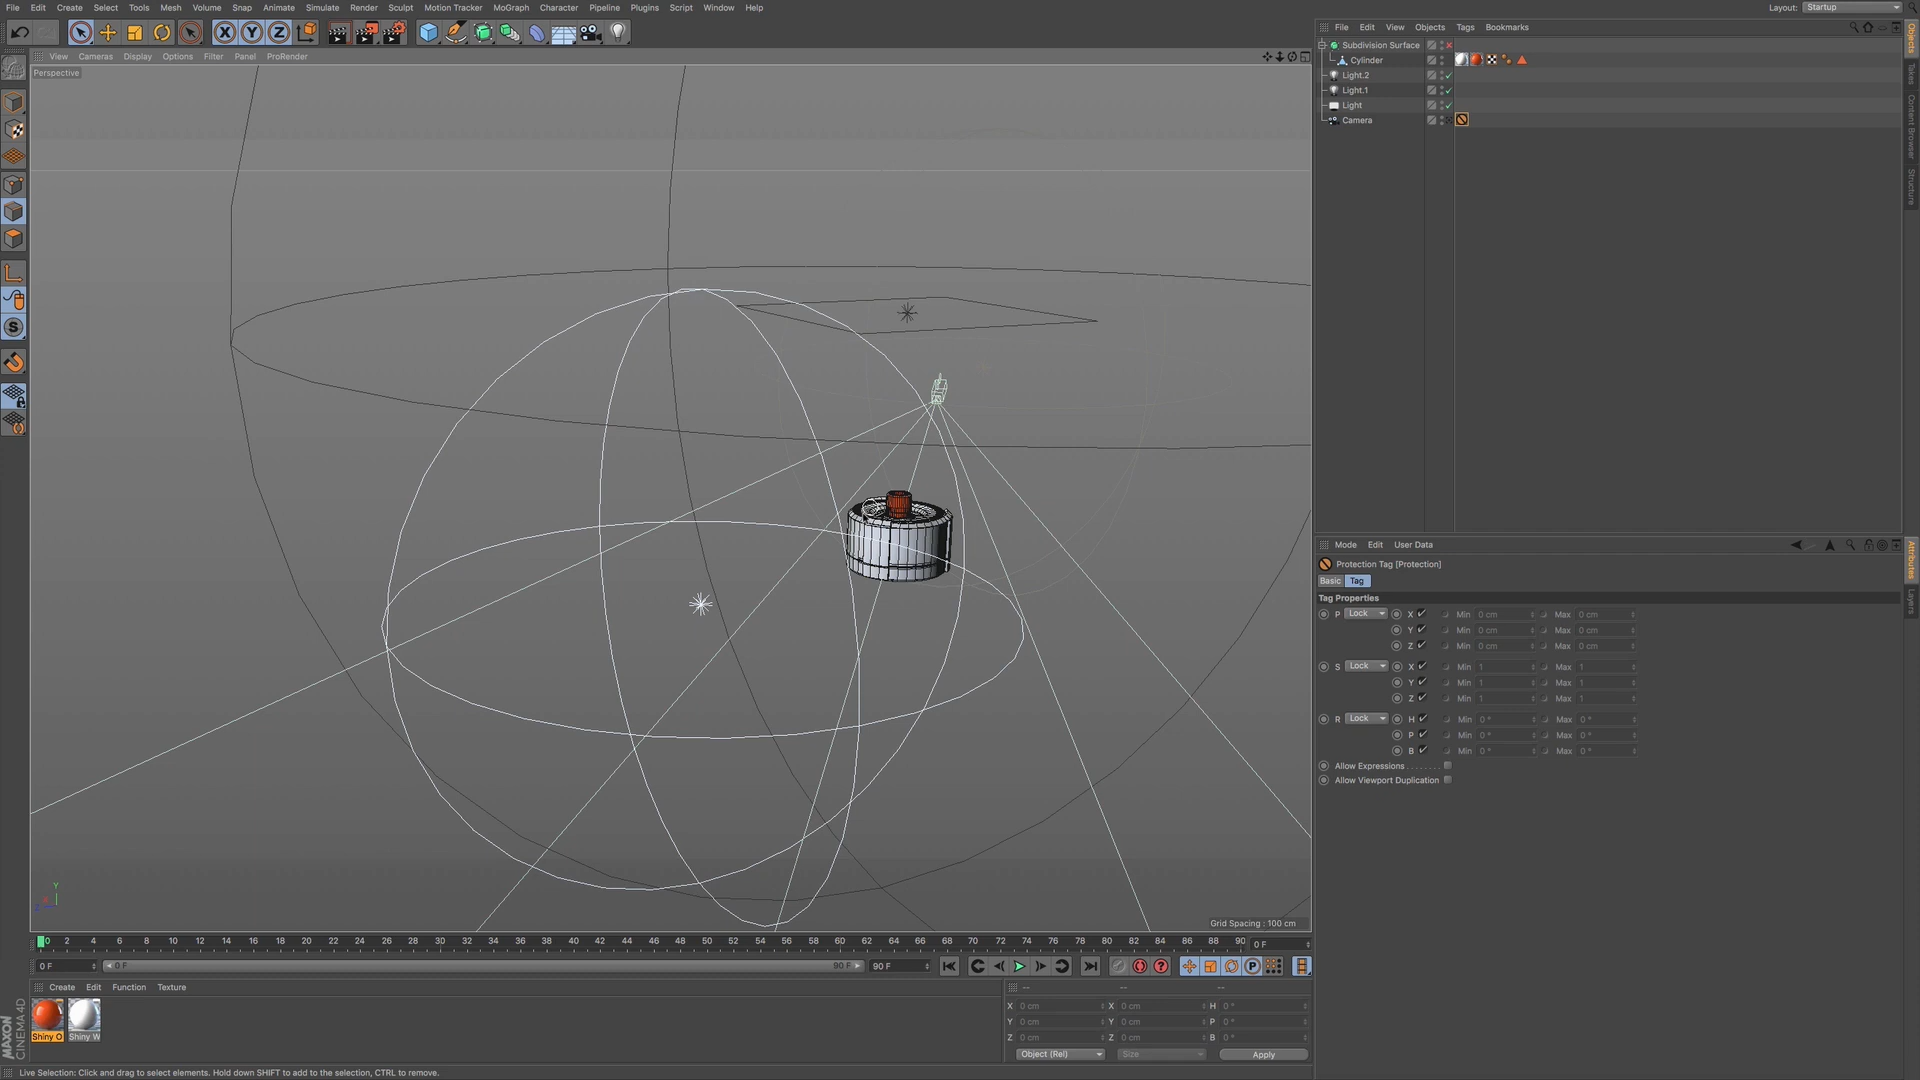 File Edit Create Select Tools Mesh Volume Snap Animate Simulate Render Sculpt Motion Tracker MoGraph Character Pipeline Plugins Script Window Help
Layout: Startup
X Y Z
View Cameras Display Options Filter Panel ProRender
Perspective
File Edit View Objects Tags Bookmarks
Subdivision Surface
Cylinder
Light.2
Light.1
Light
Camera
Objects
Takes
Content Browser
Structure
S
Mode Edit User Data
Protection Tag [Protection]
Basic Tag
Tag Properties
P Lock X Min 0 cm Max 0 cm
Y Min 0 cm Max 0 cm
Z Min 0 cm Max 0 cm
S Lock X Min 1 Max 1
Y Min 1 Max 1
Z Min 1 Max 1
R Lock H Min 0 ° Max 0 °
P Min 0 ° Max 0 °
B Min 0 ° Max 0 °
Allow Expressions . . . . . . . .
Allow Viewport Duplication
Attributes
Layers
Y
X
Z
Grid Spacing : 100 cm
0 2 4 6 8 10 12 14 16 18 20 22 24 26 28 30 32 34 36 38 40 42 44 46 48 50 52 54 56 58 60 62 64 66 68 70 72 74 76 78 80 82 84 86 88 90 0 F
0 F 0 F 90 F 90 F ? P
Create Edit Function Texture
-- -- --
Shiny O Shiny W
X 0 cm X 0 cm H 0 °
Y 0 cm Y 0 cm P 0 °
Z 0 cm Z 0 cm B 0 °
Object (Rel) Size Apply
MAXON
CINEMA 4D
Live Selection: Click and drag to select elements. Hold down SHIFT to add to the selection, CTRL to remove.